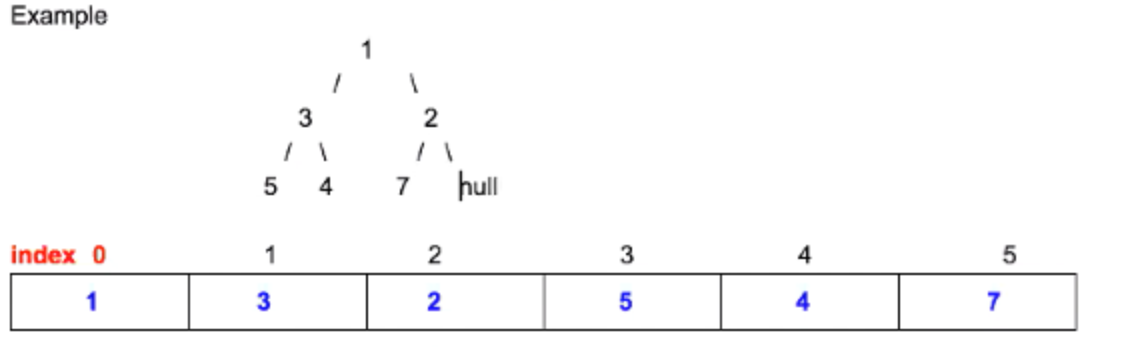 Example
1
/ \
3 2
/ \ / \
5 4 7 null
index 0 1 2 3 4 5
1 3 2 5 4 7